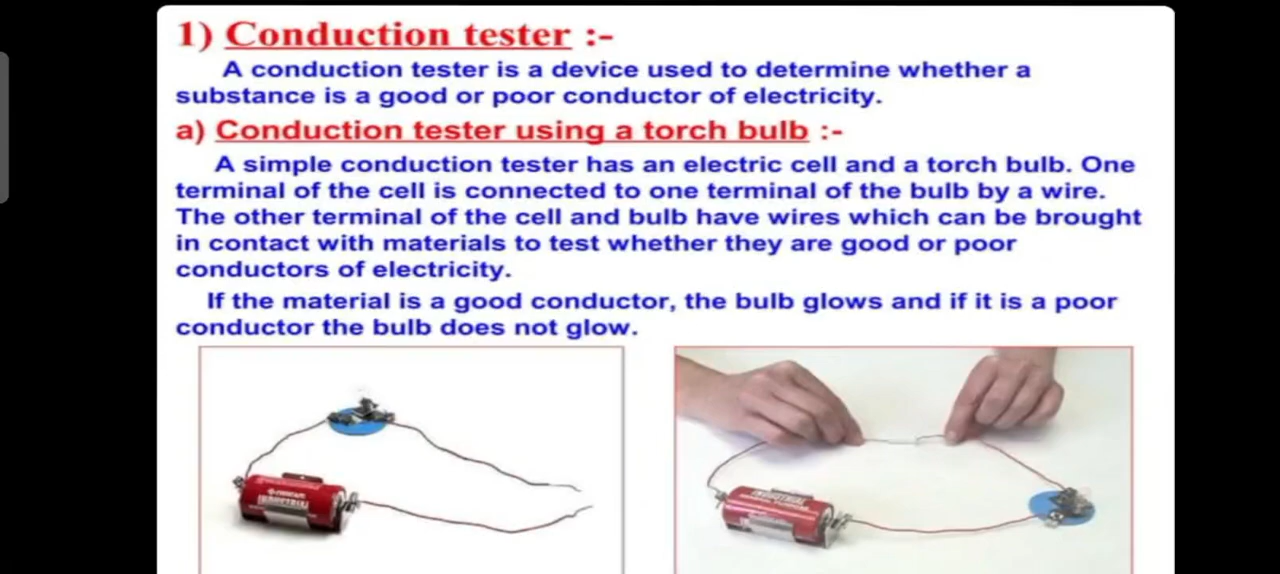 1) Conduction tester :-
A conduction tester is a device used to determine whether a
substance is a good or poor conductor of electricity.
a) Conduction tester using a torch bulb :-
A simple conduction tester has an electric cell and a torch bulb. One
terminal of the cell is connected to one terminal of the bulb by a wire.
The other terminal of the cell and bulb have wires which can be brought
in contact with materials to test whether they are good or poor
conductors of electricity.
If the material is a good conductor, the bulb glows and if it is a poor
conductor the bulb does not glow.
INDUSTRIAL
INDUSTRIAL